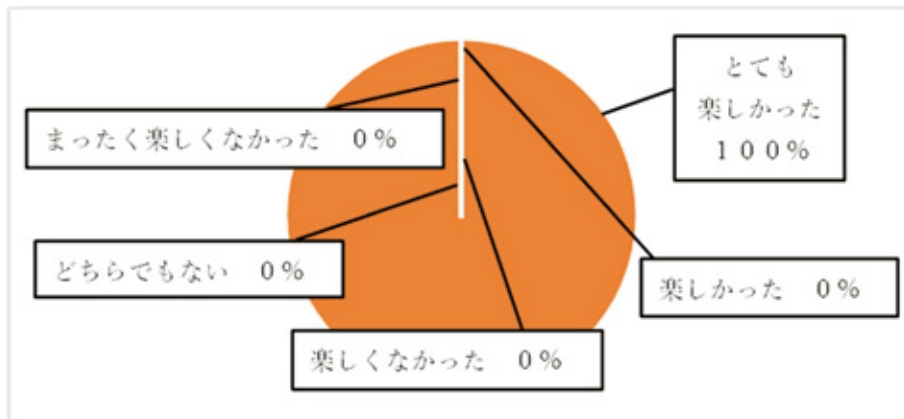 とても
楽しかった
１００％
まったく楽しくなかった　０％
どちらでもない　０％
楽しかった　０％
楽しくなかった　０％